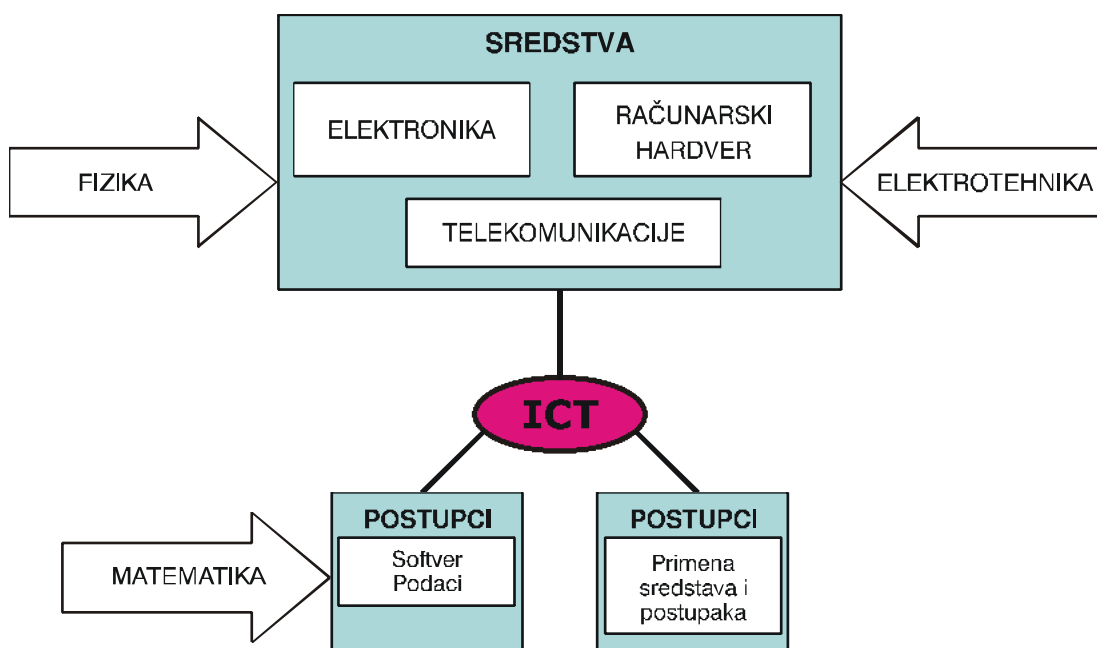 SREDSTVA
ELEKTRONIKA
RAČUNARSKI
HARDVER
FIZIKA
ELEKTROTEHNIKA
TELEKOMUNIKACIJE
ICT
POSTUPCI
Softver
Podaci
MATEMATIKA
POSTUPCI
Primena
sredstava i
postupaka